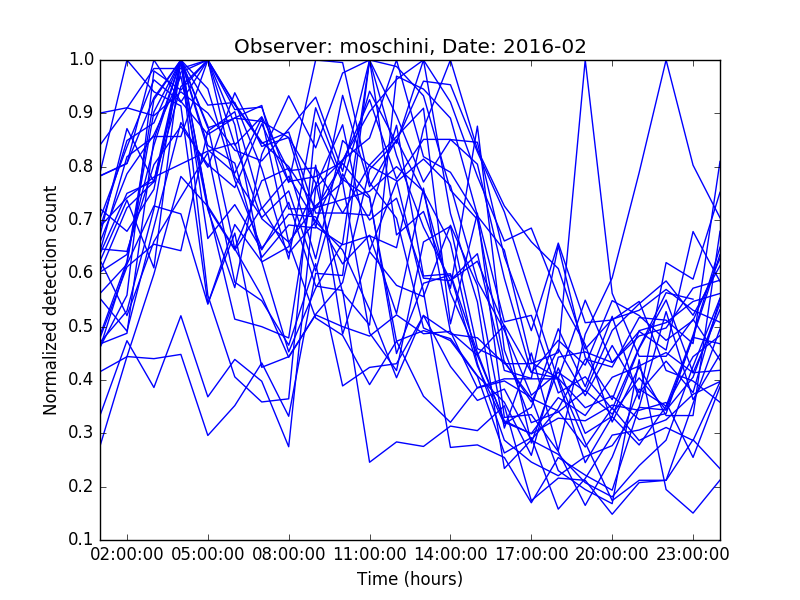 Observer: moschini, Date: 2016-02
Normalized detection count
1.0
0.9
0.8
0.7
0.6
0.5
0.4
0.3
0.2
0.1
02:00:00 05:00:00 08:00:00 11:00:00 14:00:00 17:00:00 20:00:00 23:00:00
Time (hours)